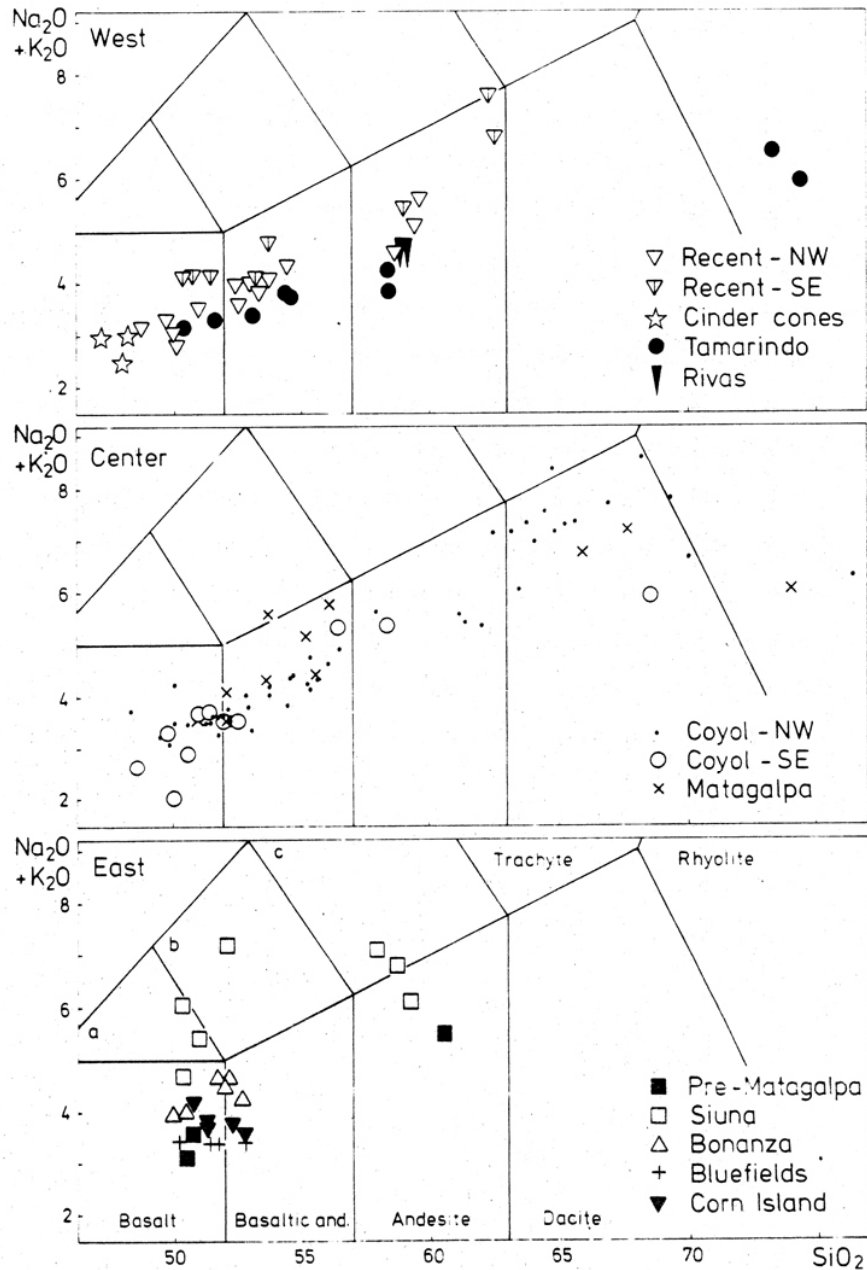 Na₂O
+K₂O
West
8
6
4
2
▽ Recent - NW
Recent - SE
☆ Cinder cones
● Tamarindo
Rivas
Na₂O
+K₂O
Center
8
6
4
2
· Coyol - NW
○ Coyol - SE
× Matagalpa
Na₂O
+K₂O
East
c
Trachyte
Rhyolite
8
b
6
a
4
2
■ Pre-Matagalpa
□ Siuna
△ Bonanza
+ Bluefields
▼ Corn Island
Basalt
Basaltic and.
Andesite
Dacite
50
55
60
65
70
SiO₂